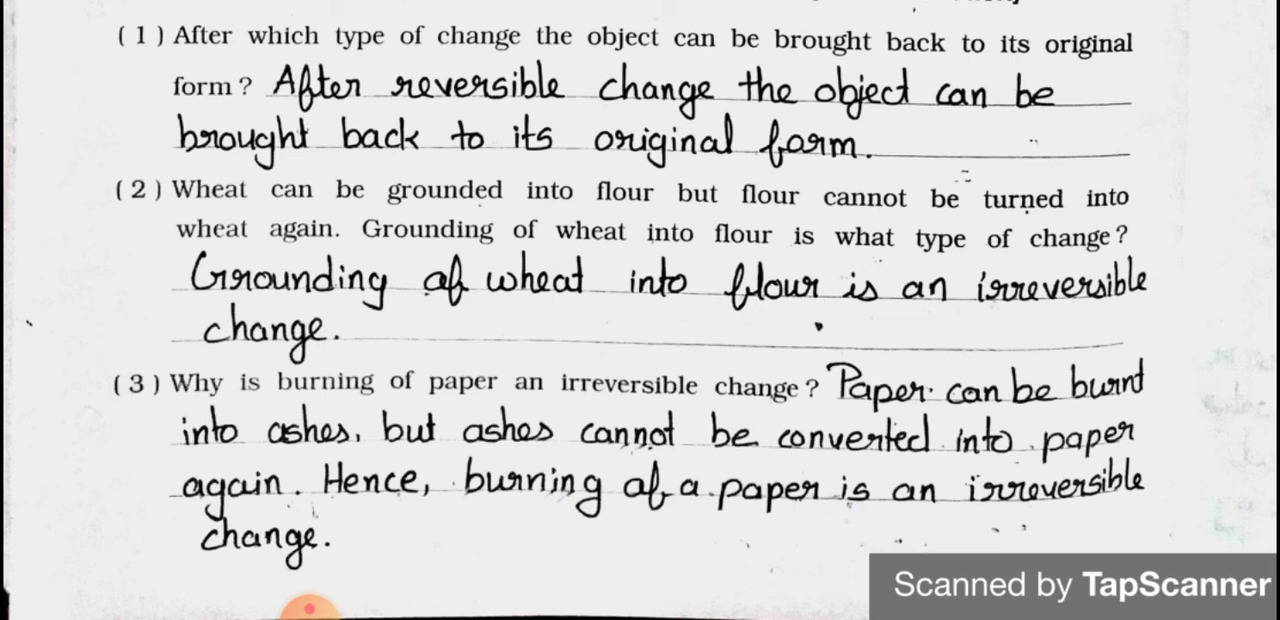 ( 1 ) After which type of change the object can be brought back to its original
form ? After reversible change the object can be
brought back to its original form.
( 2 ) Wheat can be grounded into flour but flour cannot be turned into
wheat again. Grounding of wheat into flour is what type of change ?
Grounding of wheat into flour is an irreversible
change.
( 3 ) Why is burning of paper an irreversible change ? Paper can be burnt
into ashes, but ashes cannot be converted into paper
again. Hence, burning of a paper is an irreversible
change.
Scanned by TapScanner